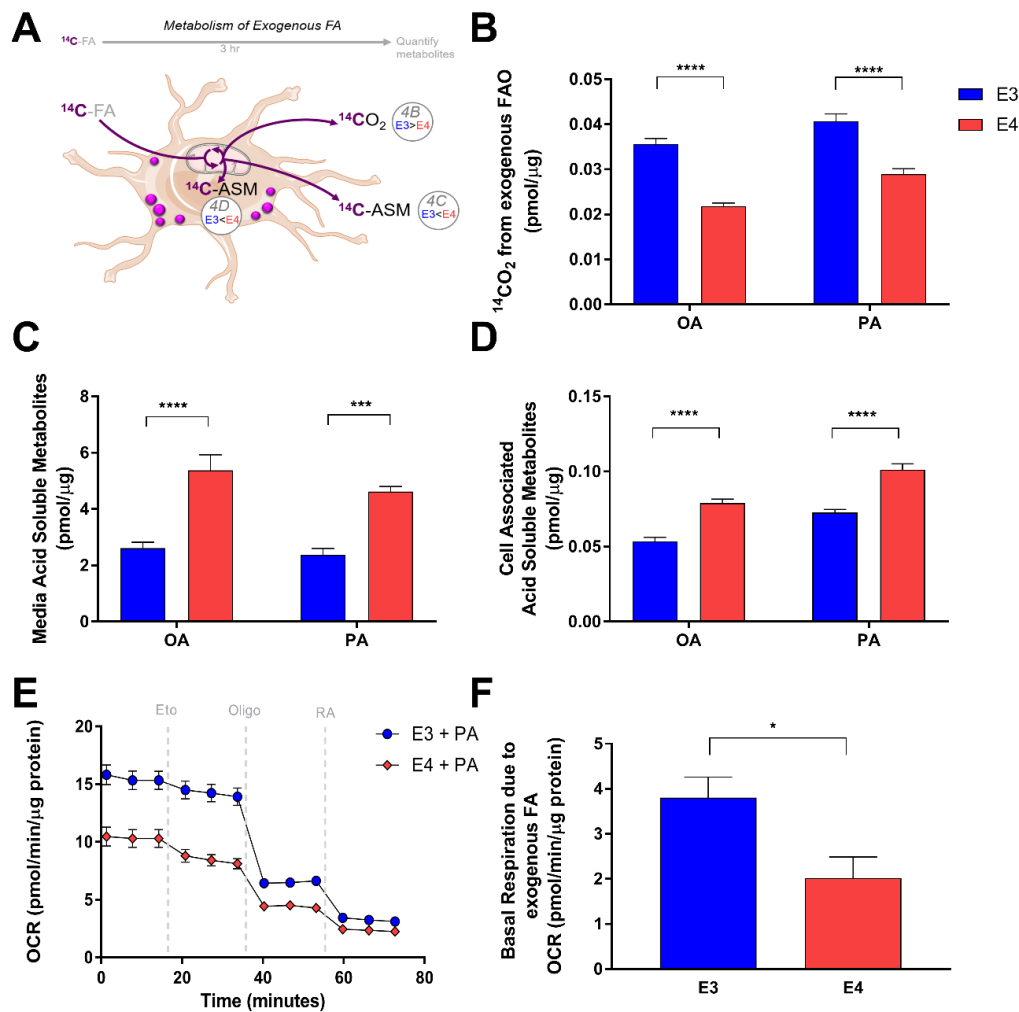 A
Metabolism of Exogenous FA
¹⁴C-FA
3 hr
Quantify
metabolites
¹⁴C-FA
¹⁴CO₂
4B
E3>E4
¹⁴C-ASM
4D
E3<E4
¹⁴C-ASM
4C
E3<E4
B
¹⁴CO₂ from exogenous FAO
(pmol/μg)
0.05
0.04
0.03
0.02
0.01
0.00
****
****
OA
PA
E3
E4
C
Media Acid Soluble Metabolites
(pmol/μg)
8
6
4
2
0
****
***
OA
PA
D
Cell Associated
Acid Soluble Metabolites
(pmol/μg)
0.15
0.10
0.05
0.00
****
****
OA
PA
E
OCR (pmol/min/μg protein)
20
15
10
5
0
Eto
Oligo
RA
E3 + PA
E4 + PA
0
20
40
60
80
Time (minutes)
F
Basal Respiration due to
exogenous FA
OCR (pmol/min/μg protein)
5
4
3
2
1
0
*
E3
E4